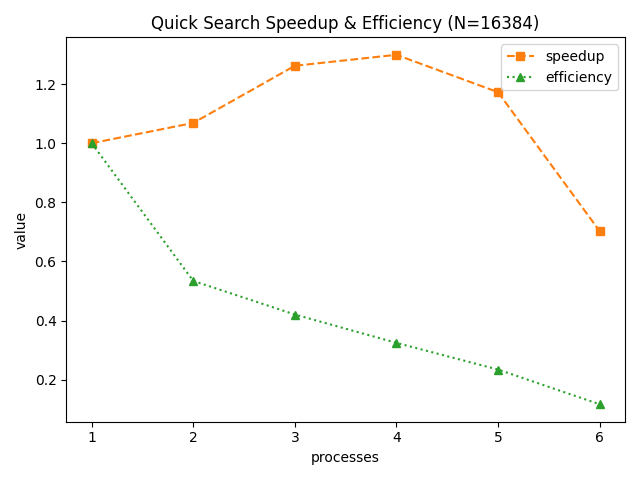 Quick Search Speedup & Efficiency (N=16384)
speedup
efficiency
1.2
1.0
0.8
0.6
0.4
0.2
value
1 2 3 4 5 6
processes